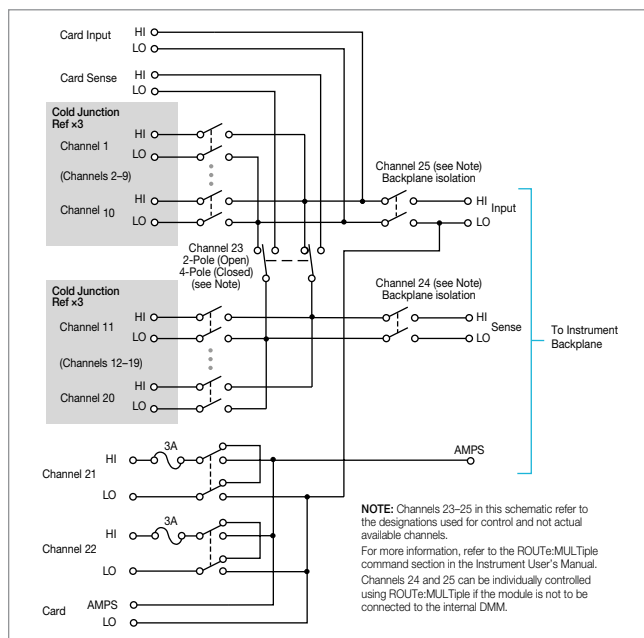 Card Input HI
LO
Card Sense HI
LO
Cold Junction
Ref ×3
HI
Channel 1
LO
(Channels 2–9)
HI
Channel 10
LO
Channel 25 (see Note)
Backplane isolation
HI
Input
LO
Channel 23
2-Pole (Open)
4-Pole (Closed)
(see Note)
Cold Junction
Ref ×3
HI
Channel 11
LO
(Channels 12–19)
HI
Channel 20
LO
Channel 24 (see Note)
Backplane isolation
HI
Sense
LO
To Instrument
Backplane
3A
HI
Channel 21
LO
AMPS
3A
HI
Channel 22
LO
AMPS
Card
LO
NOTE: Channels 23–25 in this schematic refer to
the designations used for control and not actual
available channels.
For more information, refer to the ROUTe:MULTiple
command section in the Instrument User's Manual.
Channels 24 and 25 can be individually controlled
using ROUTe:MULTiple if the module is not to be
connected to the internal DMM.